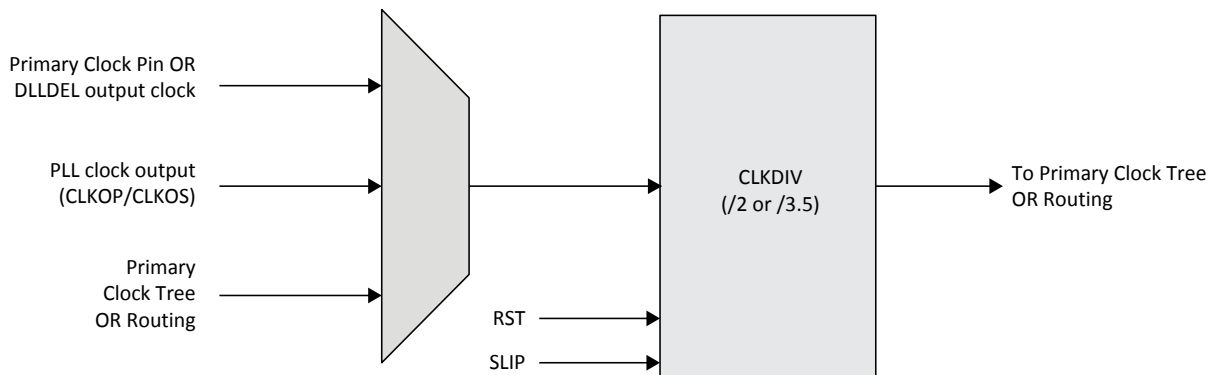 Primary Clock Pin OR
DLLDEL output clock
PLL clock output
(CLKOP/CLKOS)
Primary
Clock Tree
OR Routing
CLKDIV
(/2 or /3.5)
RST
SLIP
To Primary Clock Tree
OR Routing